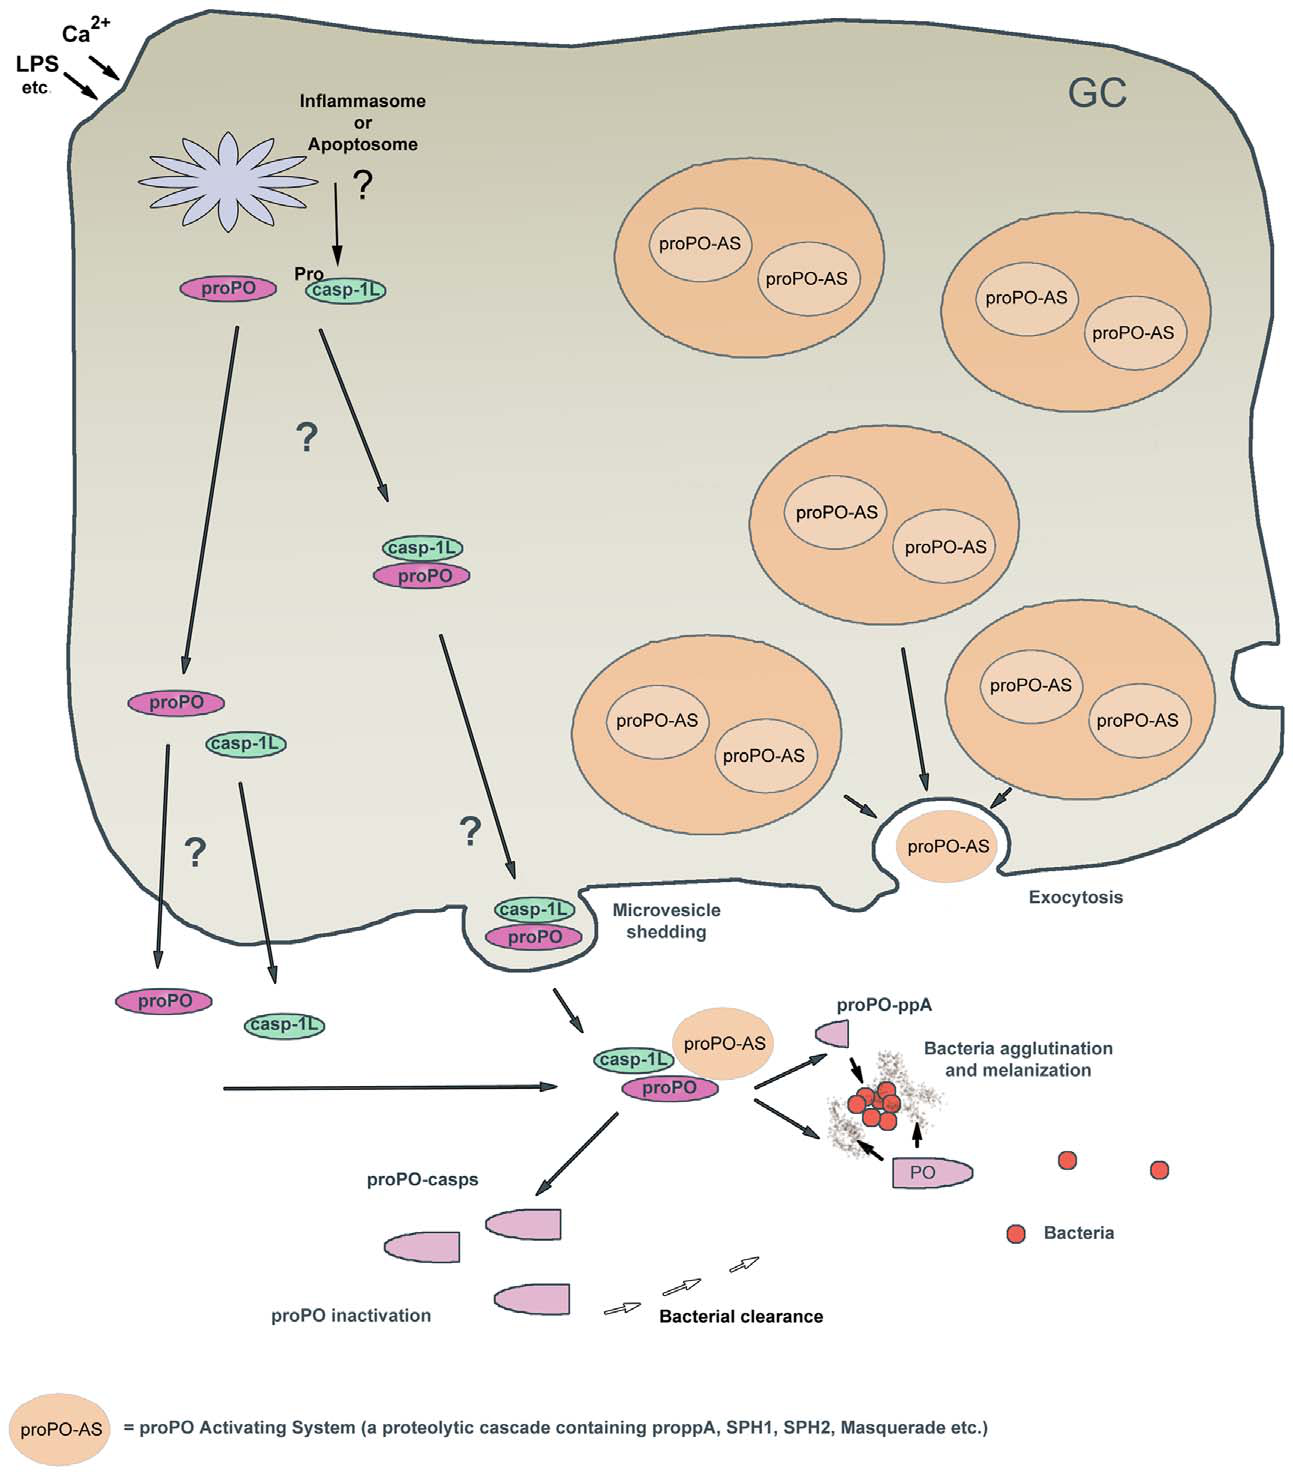 Ca2+
LPS
etc.
GC
Inflammasome
or
Apoptosome
?
proPO
Pro
casp-1L
proPO-AS
proPO-AS
proPO-AS
proPO-AS
?
proPO-AS
proPO-AS
casp-1L
proPO
proPO-AS
proPO-AS
proPO-AS
proPO-AS
proPO
casp-1L
?
?
proPO-AS
Exocytosis
casp-1L
proPO
Microvesicle
shedding
proPO
casp-1L
casp-1L
proPO-AS
proPO
proPO-ppA
Bacteria agglutination
and melanization
PO
proPO-casps
Bacteria
proPO inactivation
Bacterial clearance
proPO-AS
= proPO Activating System (a proteolytic cascade containing proppA, SPH1, SPH2, Masquerade etc.)